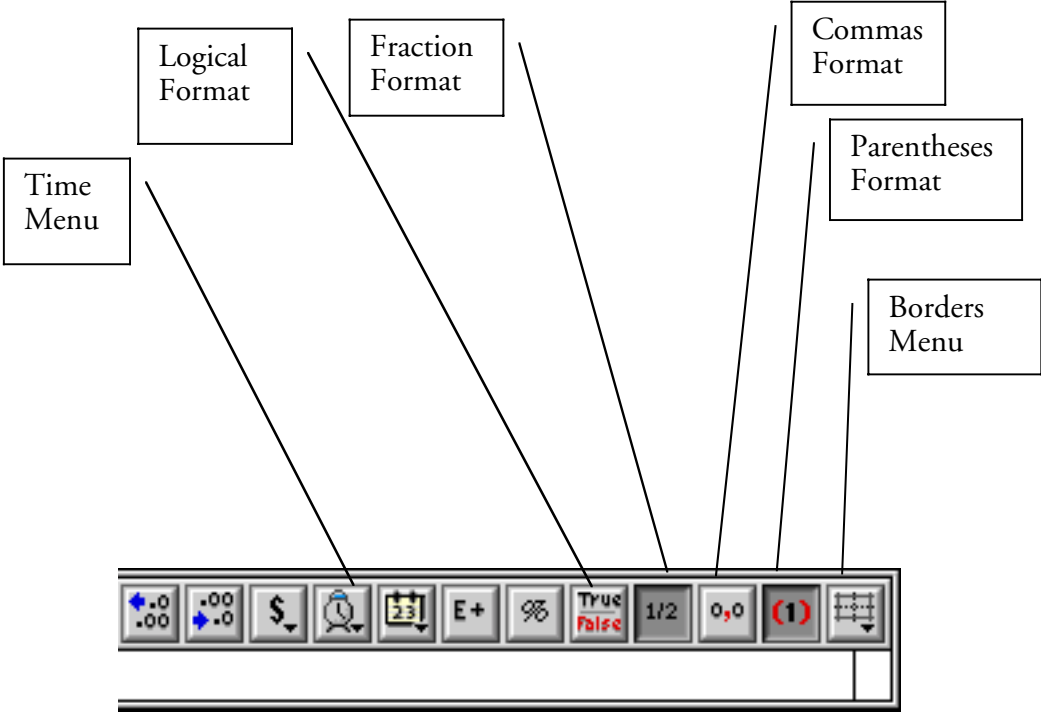 Logical
Format
Fraction
Format
Commas
Format
Parentheses
Format
Time
Menu
Borders
Menu
.0
.00
.00
.0
$
23
E+
%
True
False
1/2
0,0
(1)